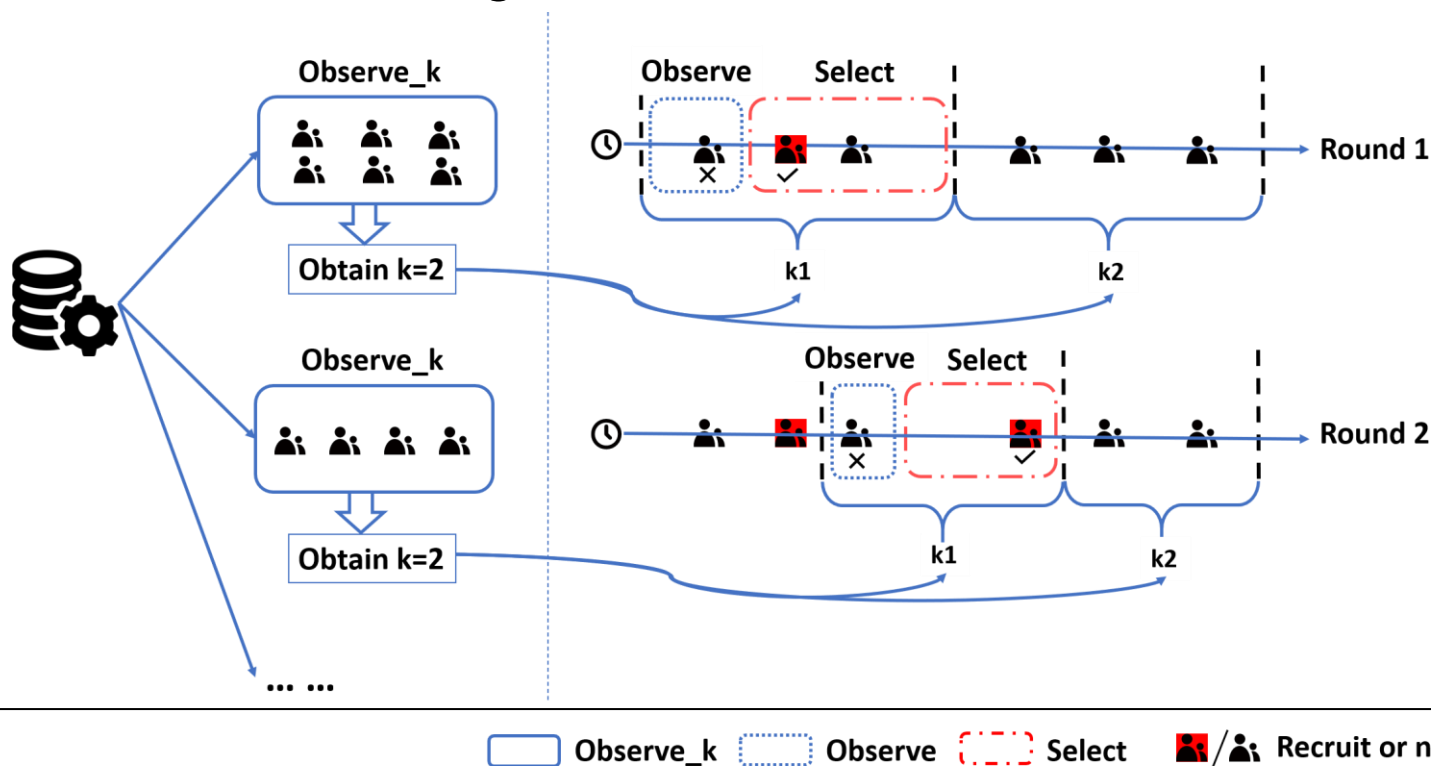 Observe_k
Obtain k=2
Observe_k
Obtain k=2
... ...
Observe Select
Round 1
k1 k2
Observe Select
Round 2
k1 k2
Observe_k Observe Select / Recruit or n